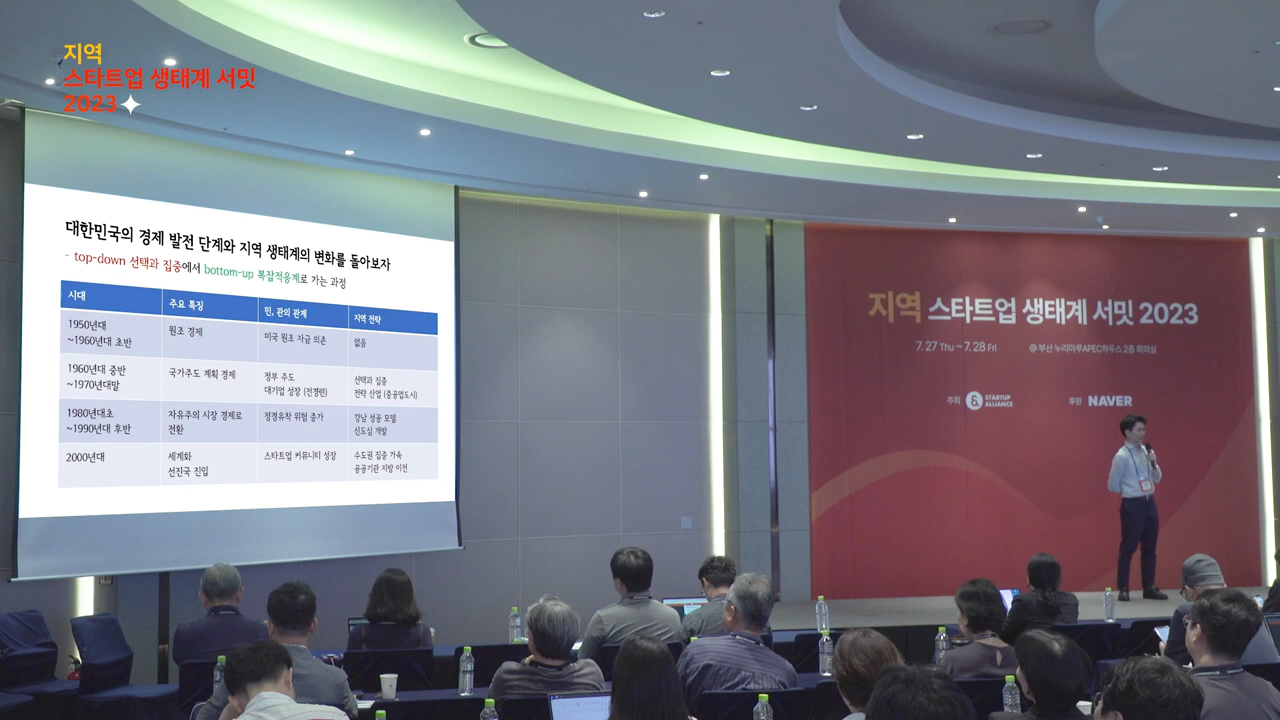 지역
스타트업 생태계 서밋
2023
대한민국의 경제 발전 단계와 지역 생태계의 변화를 돌아보자
- top-down 선택과 집중에서 bottom-up 복잡적응계로 가는 과정
시대 주요 특징 민, 관의 관계 지역 전략
1950년대
~1960년대 초반
원조 경제
미국 원조 자금 의존
없음
1960년대 중반
~1970년대말
국가주도 계획 경제
정부 주도
대기업 성장 (전경련)
선택과 집중
전략 산업 (중공업도시)
1980년대초
~1990년대 후반
자유주의 시장 경제로
전환
정경유착 위험 증가
강남 성공 모델
신도심 개발
2000년대
세계화
선진국 진입
스타트업 커뮤니티 성장
수도권 집중 가속
공공기관 지방 이전
지역 스타트업 생태계 서밋 2023
7. 27 Thu ~ 7. 28 Fri @ 부산 누리마루APEC하우스 2층 회의실
주최 & STARTUP
ALLIANCE
후원 NAVER